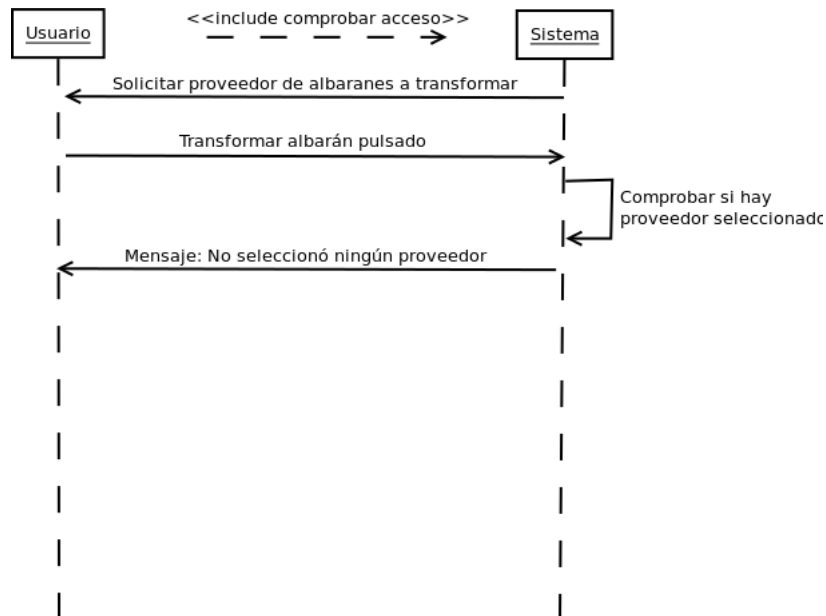 <<include comprobar acceso>>
Usuario
Sistema
Solicitar proveedor de albaranes a transformar
Transformar albarán pulsado
Comprobar si hay
proveedor seleccionado
Mensaje: No seleccionó ningún proveedor